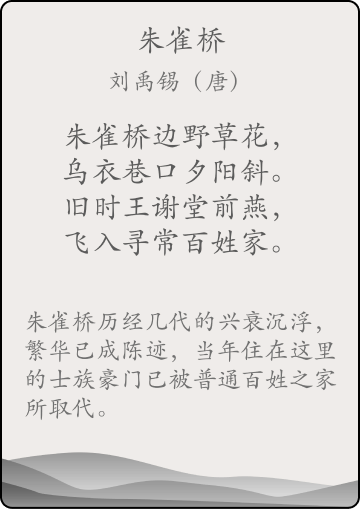 朱雀桥
刘禹锡（唐）
朱雀桥边野草花，
乌衣巷口夕阳斜。
旧时王谢堂前燕，
飞入寻常百姓家。
朱雀桥历经几代的兴衰沉浮，
繁华已成陈迹，当年住在这里
的士族豪门已被普通百姓之家
所取代。